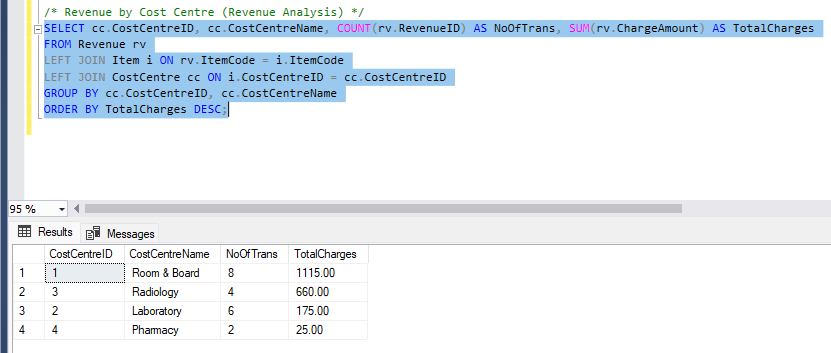 /* Revenue by Cost Centre (Revenue Analysis) */
SELECT cc.CostCentreID, cc.CostCentreName, COUNT(rv.RevenueID) AS NoOfTrans, SUM(rv.ChargeAmount) AS TotalCharges
FROM Revenue rv
LEFT JOIN Item i ON rv.ItemCode = i.ItemCode
LEFT JOIN CostCentre cc ON i.CostCentreID = cc.CostCentreID
GROUP BY cc.CostCentreID, cc.CostCentreName
ORDER BY TotalCharges DESC;
95 %
Results Messages
CostCentreID CostCentreName NoOfTrans TotalCharges
1 1 Room & Board 8 1115.00
2 3 Radiology 4 660.00
3 2 Laboratory 6 175.00
4 4 Pharmacy 2 25.00